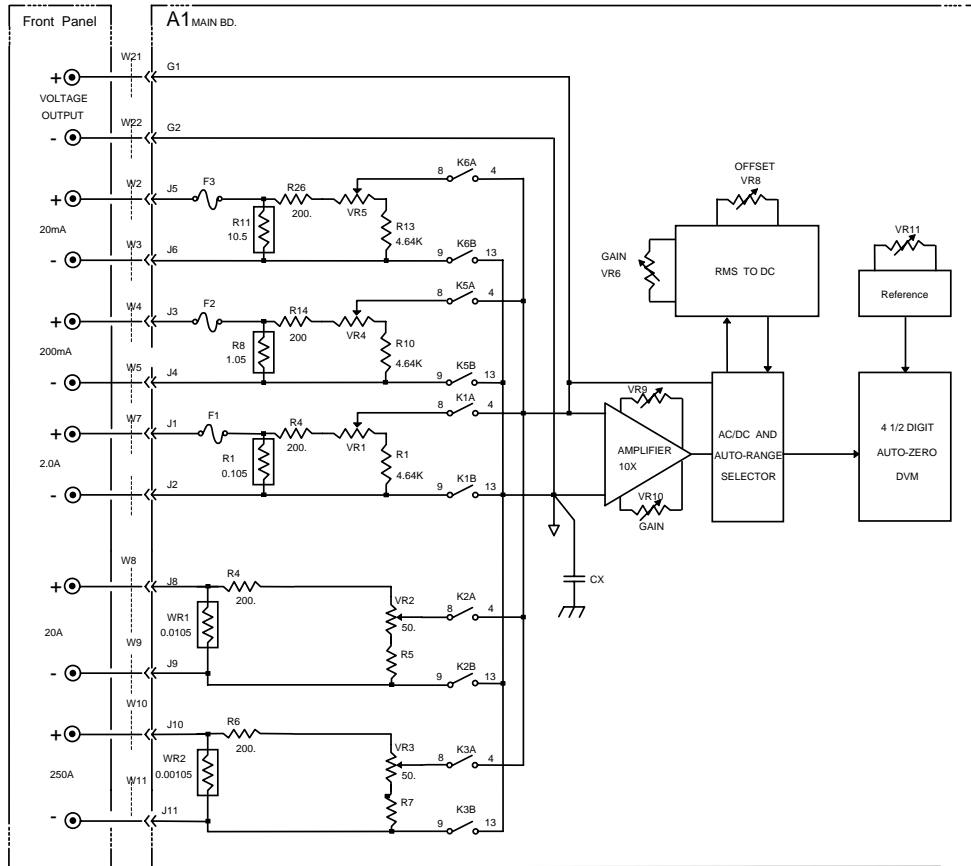 Front Panel
A1 MAIN BD.
W21
G1
+
VOLTAGE
OUTPUT
W22
G2
-
W2
J5
F3
R26
200.
VR5
K6A
8
4
+
20mA
R11
10.5
R13
4.64K
W3
J6
K6B
9
13
-
W4
J3
F2
R14
200
VR4
K5A
8
4
+
200mA
R8
1.05
R10
4.64K
W5
J4
K5B
9
13
-
W7
J1
F1
R4
200.
VR1
K1A
8
4
+
2.0A
R1
0.105
R1
4.64K
J2
K1B
9
13
-
OFFSET
VR8
GAIN
VR6
RMS TO DC
VR11
Reference
VR9
AMPLIFIER
10X
VR10
GAIN
AC/DC AND
AUTO-RANGE
SELECTOR
4 1/2 DIGIT
AUTO-ZERO
DVM
CX
W8
J8
R4
200.
+
20A
WR1
0.0105
VR2
50.
K2A
8
4
R5
W9
J9
K2B
9
13
-
W10
J10
R6
200.
+
250A
WR2
0.00105
VR3
50.
K3A
8
4
R7
W11
J11
K3B
9
13
-